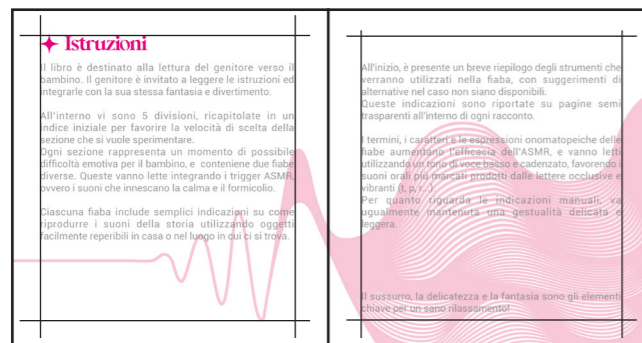 Istruzioni
Il libro è destinato alla lettura del genitore verso il
bambino. Il genitore è invitato a leggere le istruzioni ed
integrarle con la sua stessa fantasia e divertimento.
All'interno vi sono 5 divisioni, ricapitolate in un
indice iniziale per favorire la velocità di scelta della
sezione che si vuole sperimentare.
Ogni sezione rappresenta un momento di possibile
difficoltà emotiva per il bambino, e contiene due fiabe
diverse. Queste vanno lette integrando i trigger ASMR,
ovvero i suoni che innescano la calma e il formicolio.
Ciascuna fiaba include semplici indicazioni su come
riprodurre i suoni della storia utilizzando oggetti
facilmente reperibili in casa o nel luogo in cui ci si trova.
All'inizio, è presente un breve riepilogo degli strumenti che
verranno utilizzati nella fiaba, con suggerimenti di
alternative nel caso non siano disponibili.
Queste indicazioni sono riportate su pagine semi
trasparenti all'interno di ogni racconto.
I termini, i caratteri e le espressioni onomatopeiche delle
fiabe aumentano l'efficacia dell'ASMR, e vanno letti
utilizzando un tono di voce basso e cadenzato, favorendo i
suoni orali più marcati prodotti dalle lettere occlusive e
vibranti (t, p, r...).
Per quanto riguarda le indicazioni manuali, va
ugualmente mantenuta una gestualità delicata e
leggera.
Il sussurro, la delicatezza e la fantasia sono gli elementi
chiave per un sano rilassamento!